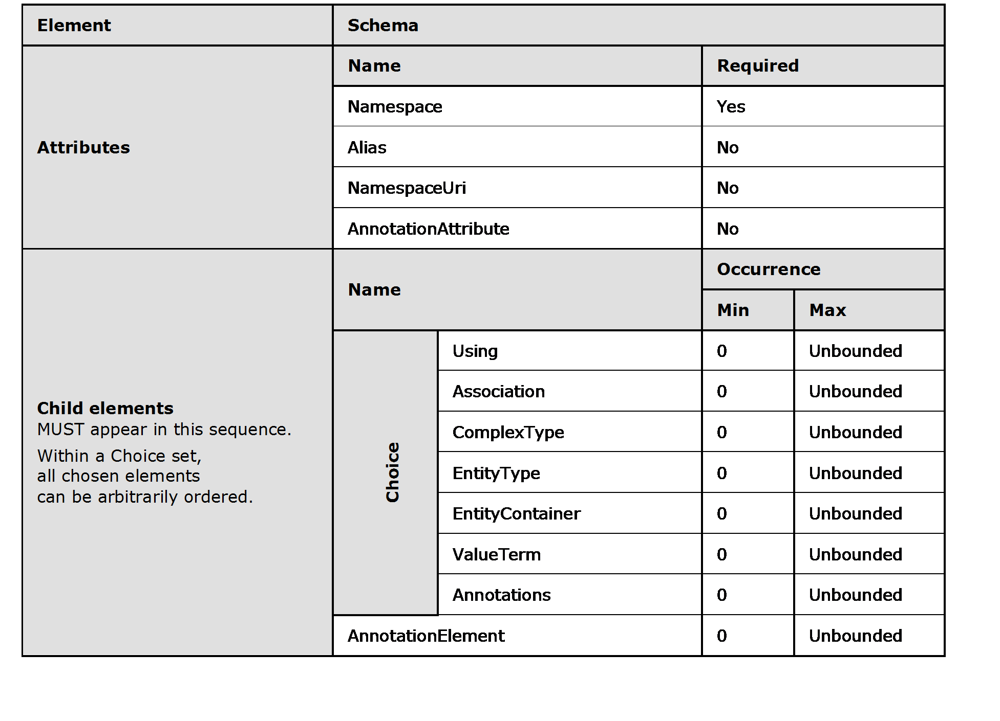 Element Schema
Attributes
Name Required
Namespace Yes
Alias No
NamespaceUri No
AnnotationAttribute No
Child elements
MUST appear in this sequence.
Within a Choice set,
all chosen elements
can be arbitrarily ordered.
Name
Occurrence
Min Max
Choice
Using 0 Unbounded
Association 0 Unbounded
ComplexType 0 Unbounded
EntityType 0 Unbounded
EntityContainer 0 Unbounded
ValueTerm 0 Unbounded
Annotations 0 Unbounded
AnnotationElement 0 Unbounded